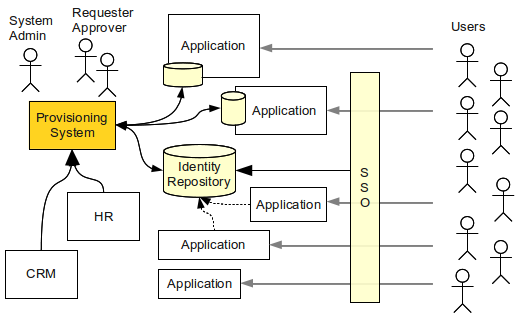 System
Admin
Requester
Approver
Users
Application
Application
Provisioning
System
Identity
Repository
S
S
O
Application
HR
Application
CRM
Application